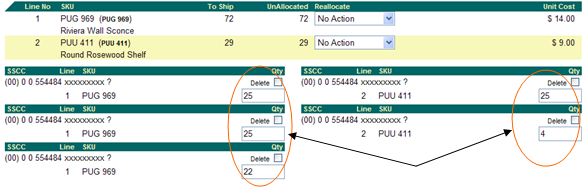 Line No SKU To Ship UnAllocated Reallocate Unit Cost
1 PUG 969 (PUG 969) 72 72 No Action $ 14.00
Riviera Wall Sconce
2 PUU 411 (PUU 411) 29 29 No Action $ 9.00
Round Rosewood Shelf
SSCC Line SKU Qty
(00) 0 0 554484 xxxxxxxxx ? Delete
1 PUG 969 25
SSCC Line SKU Qty
(00) 0 0 554484 xxxxxxxxx ? Delete
1 PUG 969 25
SSCC Line SKU Qty
(00) 0 0 554484 xxxxxxxxx ? Delete
1 PUG 969 22
SSCC Line SKU Qty
(00) 0 0 554484 xxxxxxxxx ? Delete
2 PUU 411 25
SSCC Line SKU Qty
(00) 0 0 554484 xxxxxxxxx ? Delete
2 PUU 411 4